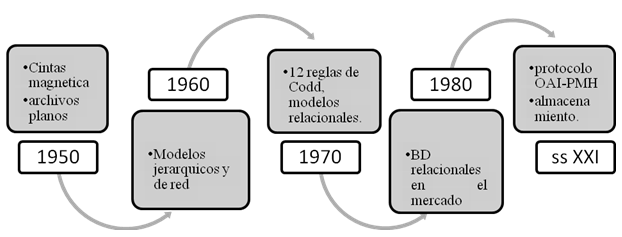 •Cintas
magnetica
•archivos
planos
1950
1960
•Modelos
jerarquicos y
de red
•12 reglas de
Codd,
modelos
relacionales.
1970
1980
•BD
relacionales
en el
mercado
•protocolo
OAI-PMH
•almacena
miento.
ss XXI